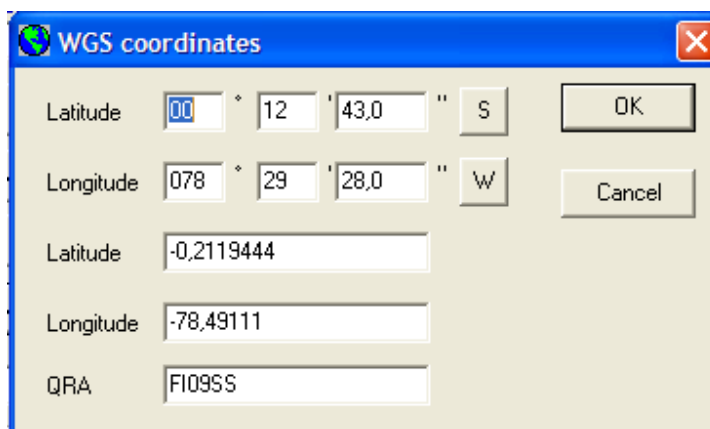 WGS coordinates
Latitude 00 ° 12 ' 43,0 " S OK
Longitude 078 ° 29 ' 28,0 " W Cancel
Latitude -0,2119444
Longitude -78,49111
QRA FI09SS